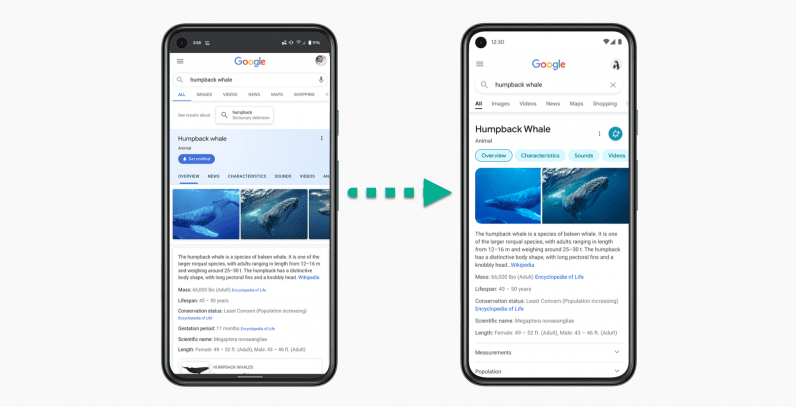 3:58
91%
Google
humpback whale
ALL IMAGES VIDEOS NEWS MAPS SHOPPING
See results about
humpback
Dictionary definition
Humpback whale
Animal
Get notified
OVERVIEW NEWS CHARACTERISTICS SOUNDS VIDEOS AN
The humpback whale is a species of baleen whale. It is one
of the larger rorqual species, with adults ranging in length
from 12–16 m and weighing around 25–30 t. The humpback has a distinctive
body shape, with long pectoral fins and a knobbly head. Wikipedia
Mass: 66,000 lbs (Adult) Encyclopedia of Life
Lifespan: 40 – 50 years
Conservation status: Least Concern (Population increasing)
Encyclopedia of Life
Gestation period: 11 months Encyclopedia of Life
Scientific name: Megaptera novaeangliae
Length: Female: 49 – 52 ft. (Adult), Male: 43 – 46 ft. (Adult)
HUMPBACK WHALES
12:30
Google
humpback whale
All Images Videos News Maps Shopping
Humpback Whale
Animal
Overview Characteristics Sounds Videos
The humpback whale is a species of baleen whale. It is one
of the larger rorqual species, with adults ranging in length
from 12–16 m and weighing around 25–30 t. The humpback
has a distinctive body shape, with long pectoral fins and a
knobbly head...Wikipedia
Mass: 66,000 lbs (Adult) Encyclopedia of Life
Lifespan: 40 – 50 years
Conservation status: Least Concern (Population increasing)
Encyclopedia of Life
Scientific name: Megaptera novaeangliae
Length: Female: 49 – 52 ft. (Adult), Male: 43 – 46 ft. (Adult)
Measurements
Population